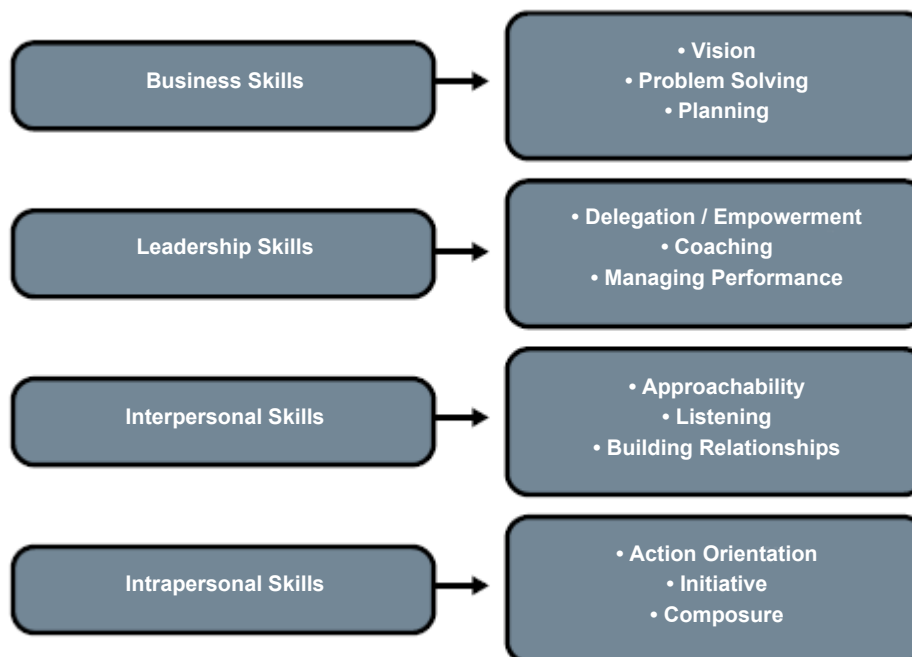 Business Skills
• Vision
• Problem Solving
• Planning
Leadership Skills
• Delegation / Empowerment
• Coaching
• Managing Performance
Interpersonal Skills
• Approachability
• Listening
• Building Relationships
Intrapersonal Skills
• Action Orientation
• Initiative
• Composure